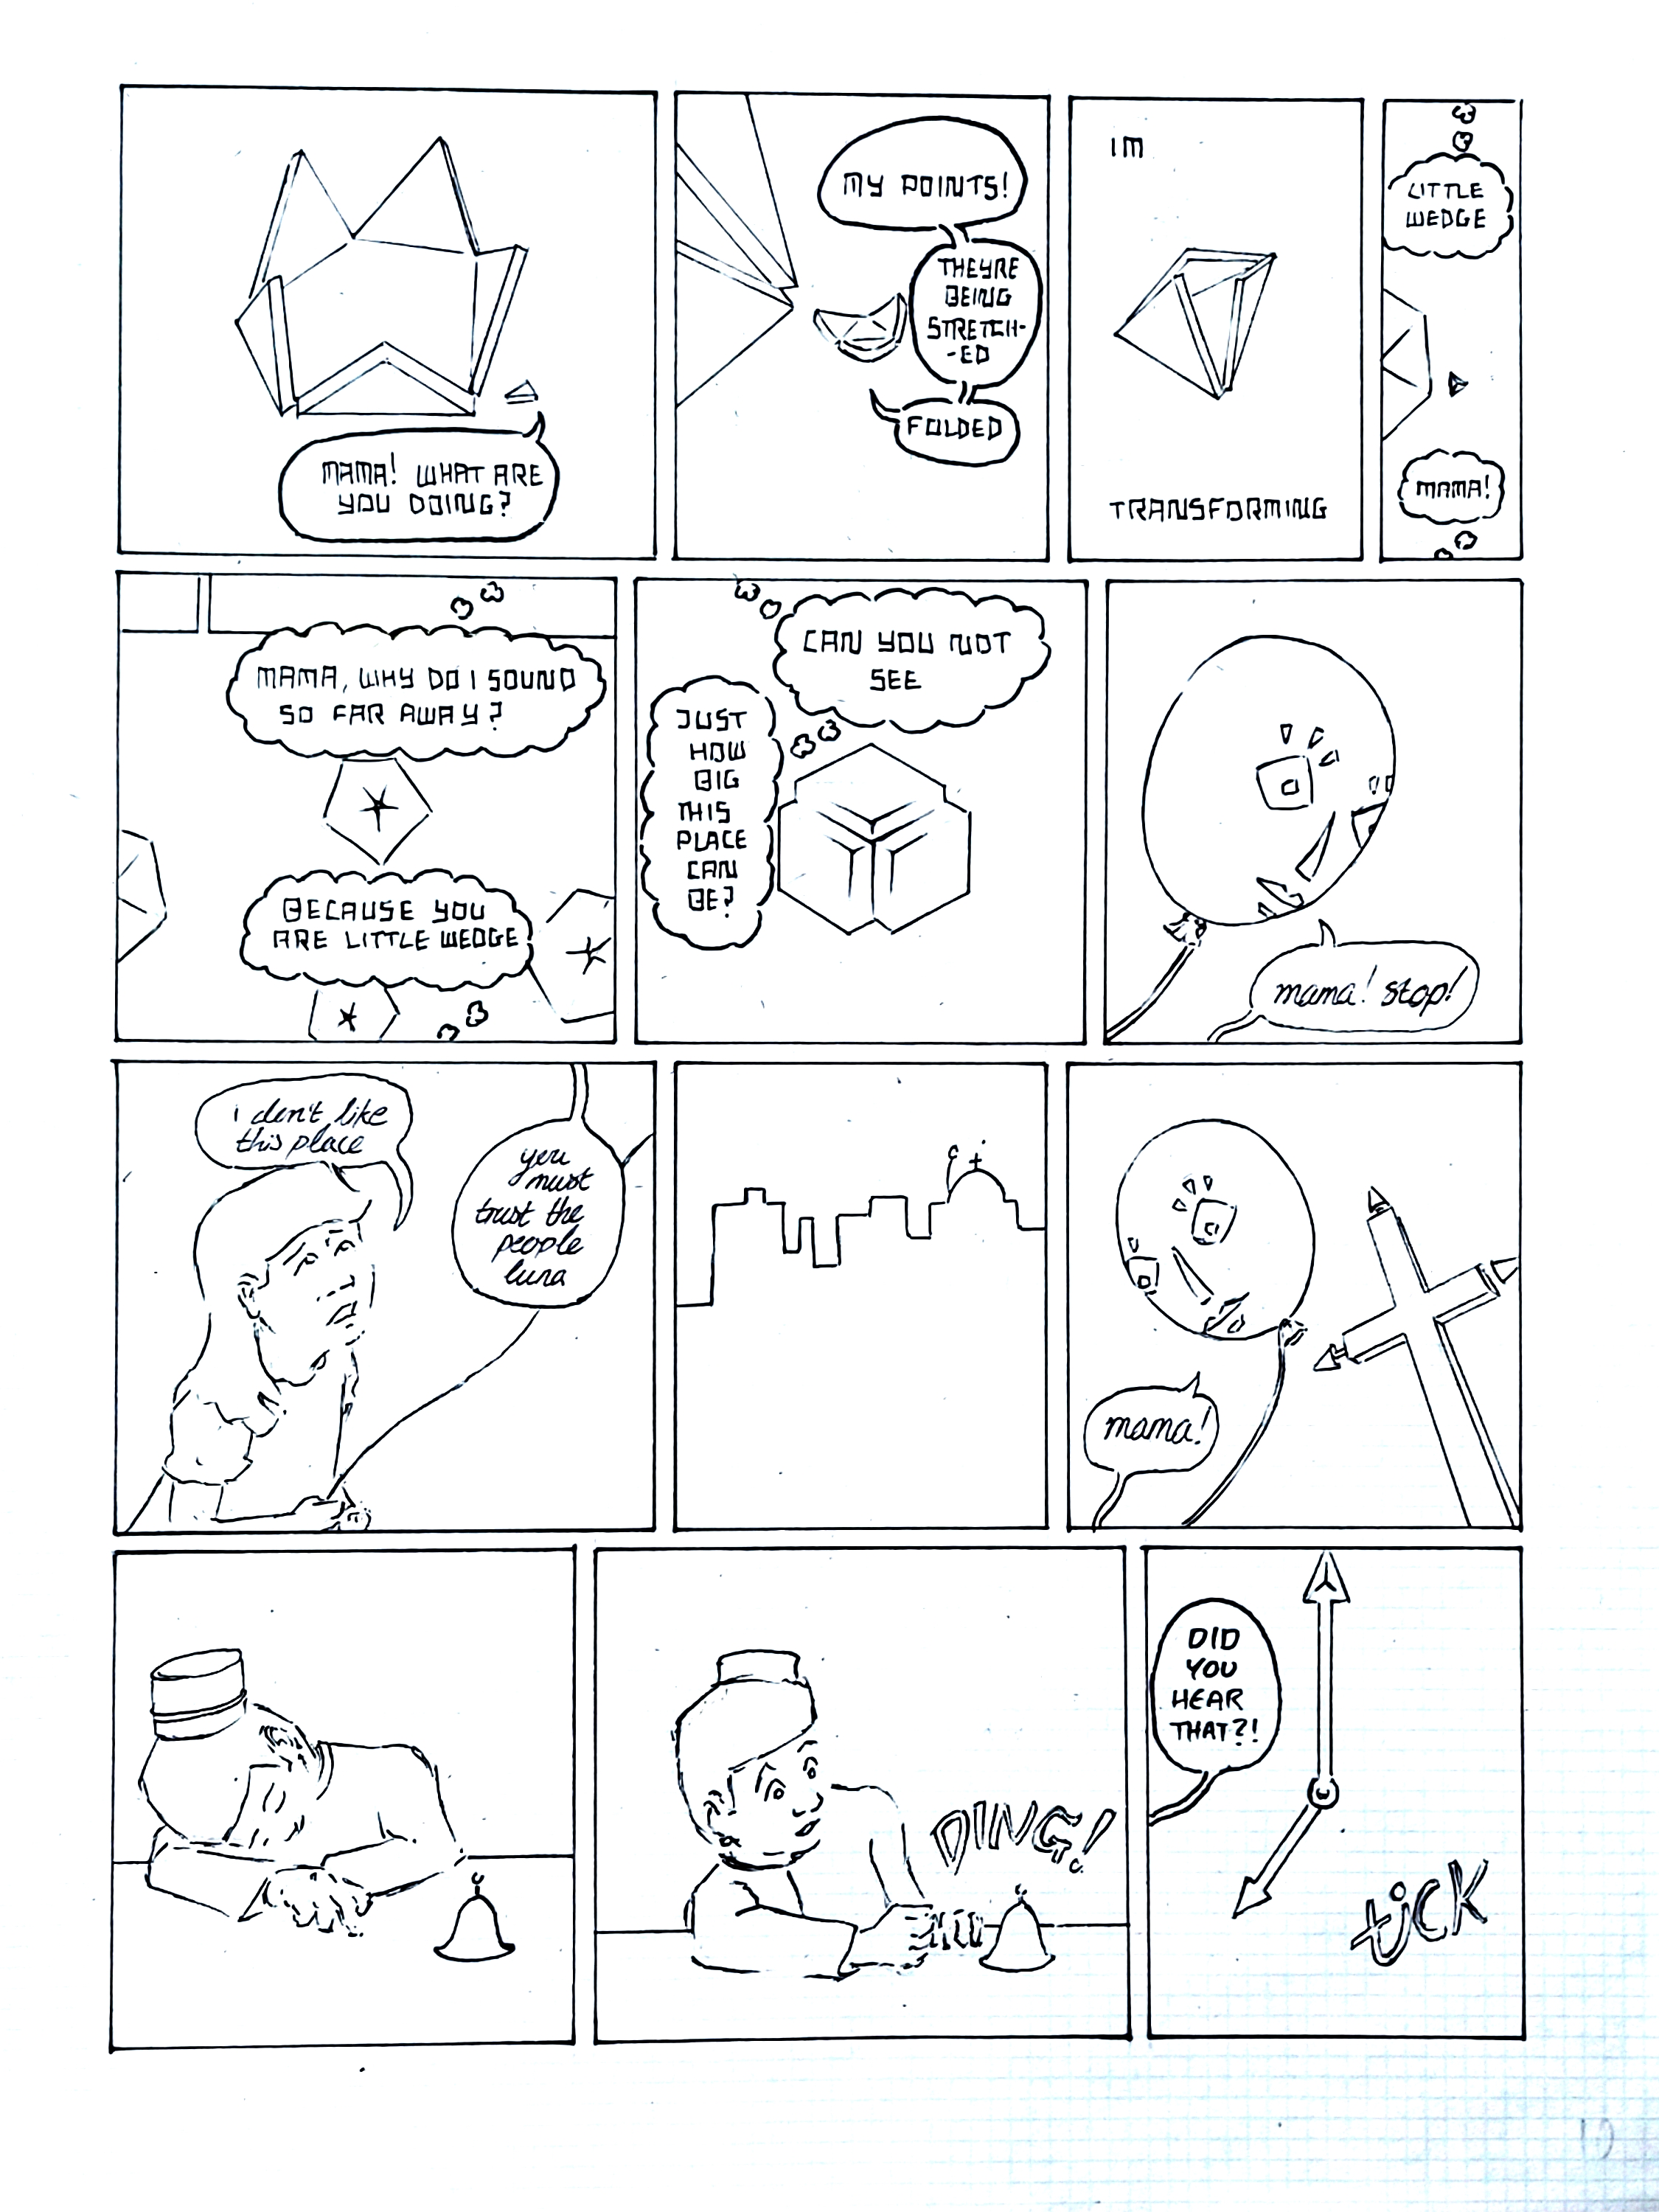 MAMA! WHAT ARE
YOU DOING?
MY POINTS!
THEYRE
BEING
STRETCH-
-ED
FOLDED
IM
TRANSFORMING
LITTLE
WEDGE
MAMA!
MAMA, WHY DO I SOUND
SO FAR AWAY?
BECAUSE YOU
ARE LITTLE WEDGE
CAN YOU NOT
SEE
JUST
HOW
BIG
THIS
PLACE
CAN
BE?
mama! stop!
i don't like
this place
you
must
trust the
people
luna
mama!
DING!
DID
YOU
HEAR
THAT?!
tick